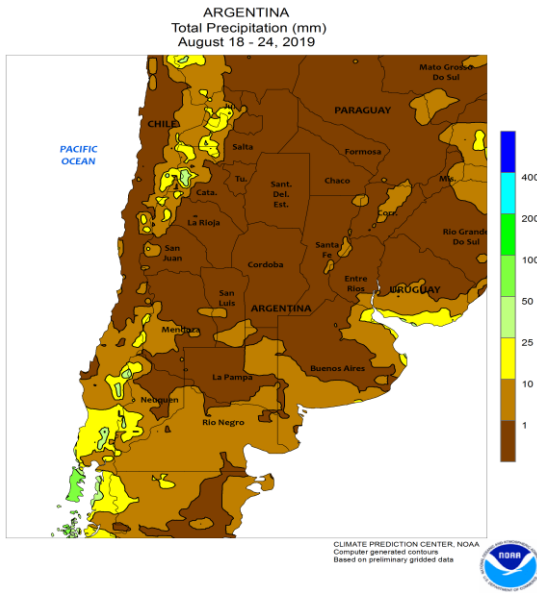 ARGENTINA
Total Precipitation (mm)
August 18 - 24, 2019
Mato Grosso
Do Sul
PARAGUAY
CHILE
PACIFIC
OCEAN
Salta
Formosa
Tu.
Chaco
Mis.
Cata.
Sant.
Del.
Est.
Corr.
La Rioja
Rio Grande
Do Sul
San
Juan
Santa
Fe
Cordoba
Entre
Rios
URUGUAY
San
Luis
ARGENTINA
Mendoza
Buenos Aires
La Pampa
Neuquen
Rio Negro
400
200
100
50
25
10
1
CLIMATE PREDICTION CENTER, NOAA
Computer generated contours
Based on preliminary gridded data
NOAA